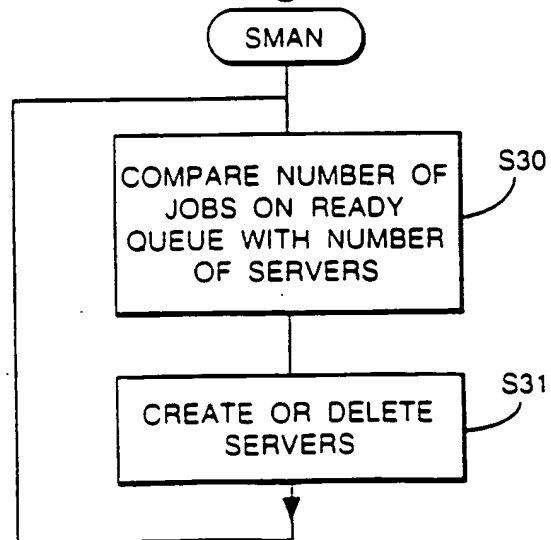 SMAN
COMPARE NUMBER OF
JOBS ON READY
QUEUE WITH NUMBER
OF SERVERS
S30
CREATE OR DELETE
SERVERS
S31